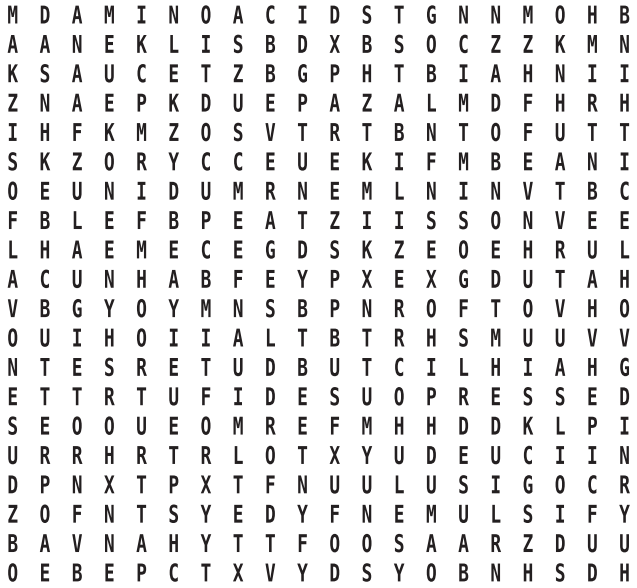 M D A M I N O A C I D S T G N N M O H B
A A N E K L I S B D X B S O C Z Z K M N
K S A U C E T Z B G P H T B I A H N I I
Z N A E P K D U E P A Z A L M D F H R H
I H F K M Z O S V T R T B N T O F U T T
S K Z O R Y C C E U E K I F M B E A N I
O E U N I D U M R N E M L N I N V T B C
F B L E F B P E A T Z I I S S O N V E E
L H A E M E C E G D S K Z E O E H R U L
A C U N H A B F E Y P X E X G D U T A H
V B G Y O Y M N S B P N R O F T O V H O
O U I H O I I A L T B T R H S M U U V V
N T E S R E T U D B U T C I L H I A H G
E T T R T U F I D E S U O P R E S S E D
S E O O U E O M R E F M H H D D K L P I
U R R H R T R L O T X Y U D E U C I I N
D P N X T P X T F N U U L U S I G O C R
Z O F N T S Y E D Y F N E M U L S I F Y
B A V N A H Y T T F O O S A A R Z D U U
O E B E P C T X V Y D S Y O B N H S D H